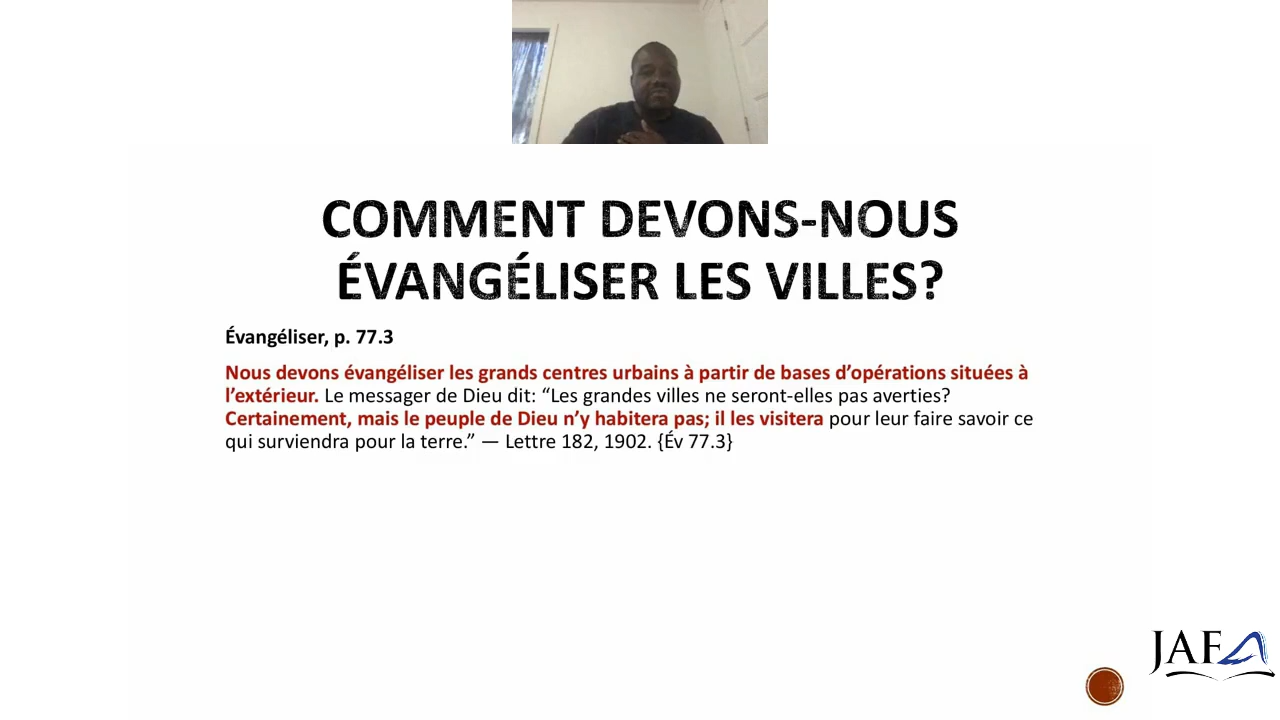 COMMENT DEVONS-NOUS
ÉVANGÉLISER LES VILLES?
Évangéliser, p. 77.3
Nous devons évangéliser les grands centres urbains à partir de bases d’opérations situées à
l’extérieur. Le messager de Dieu dit: “Les grandes villes ne seront-elles pas averties?
Certainement, mais le peuple de Dieu n’y habitera pas; il les visitera pour leur faire savoir ce
qui surviendra pour la terre.” — Lettre 182, 1902. {Év 77.3}
JAFA